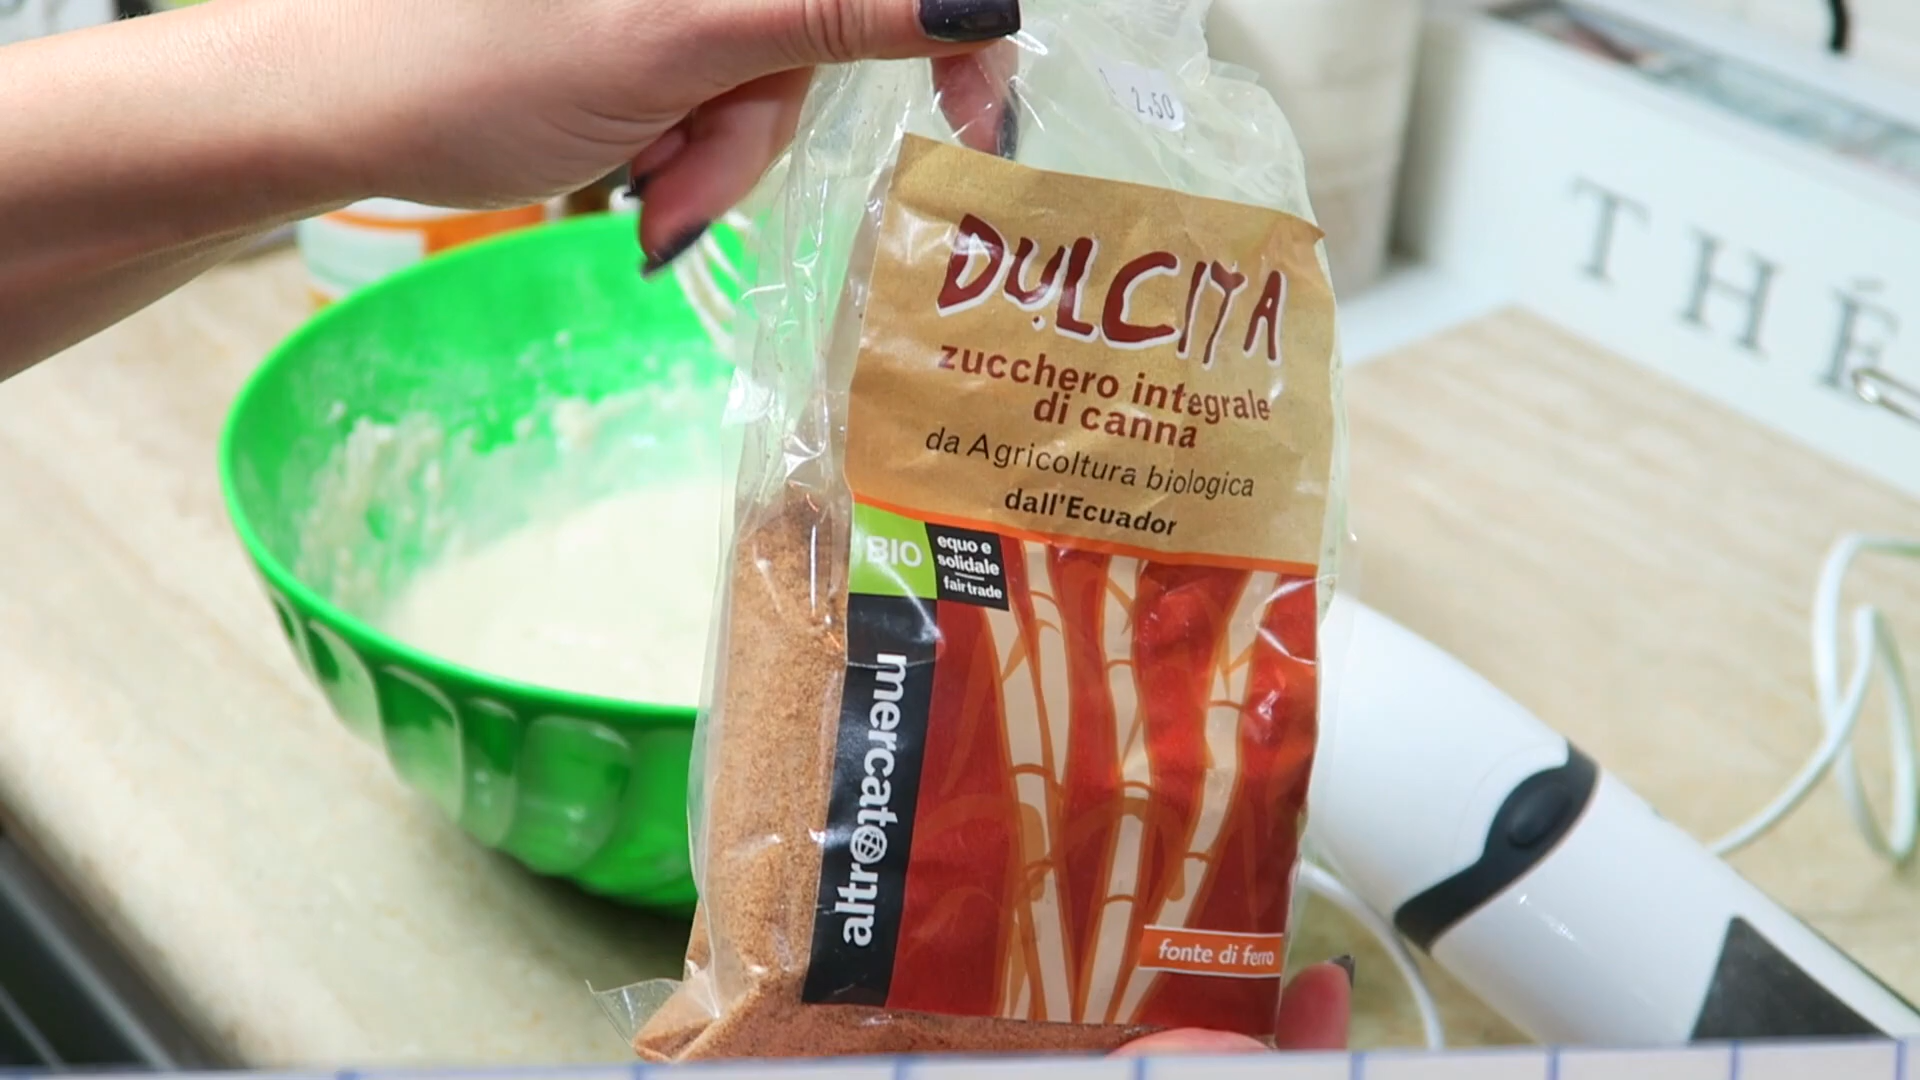 2,50
DULCITA
zucchero integrale
di canna
da Agricoltura biologica
dall'Ecuador
BIO
equo e
solidale
fairtrade
altromercato
fonte di ferro
THÉ